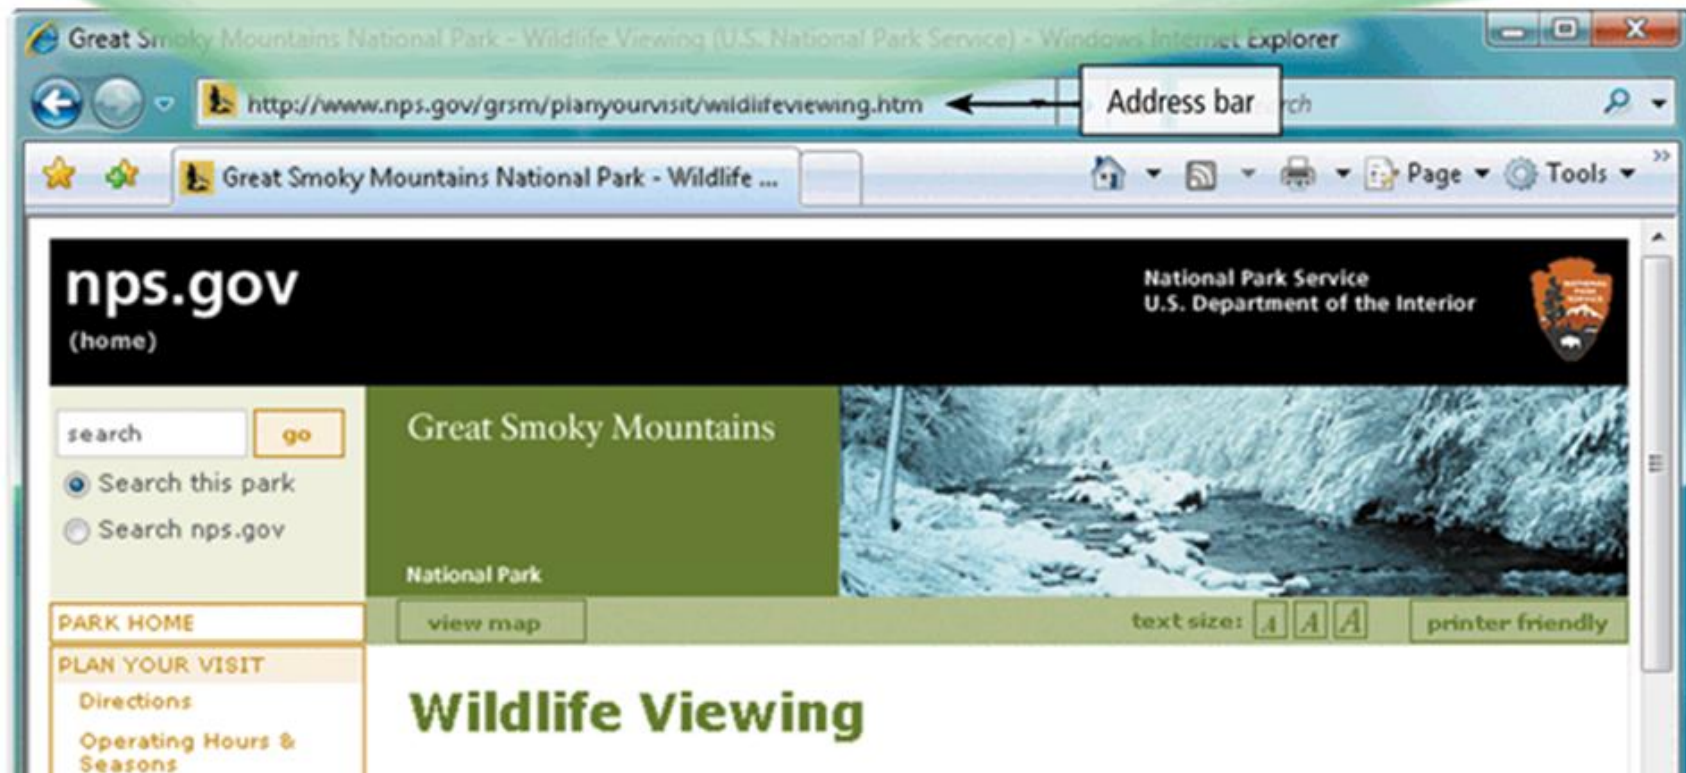 Great Smoky Mountains National Park - Wildlife Viewing (U.S. National Park Service) - Windows Internet Explorer
http://www.nps.gov/grsm/planyourvisit/wildlifeviewing.htm
Address bar
Great Smoky Mountains National Park - Wildlife ...
Page
Tools
nps.gov
(home)
National Park Service
U.S. Department of the Interior
search
go
Search this park
Search nps.gov
Great Smoky Mountains
National Park
PARK HOME
view map
text size: A A A
printer friendly
PLAN YOUR VISIT
Directions
Operating Hours &
Seasons
Wildlife Viewing